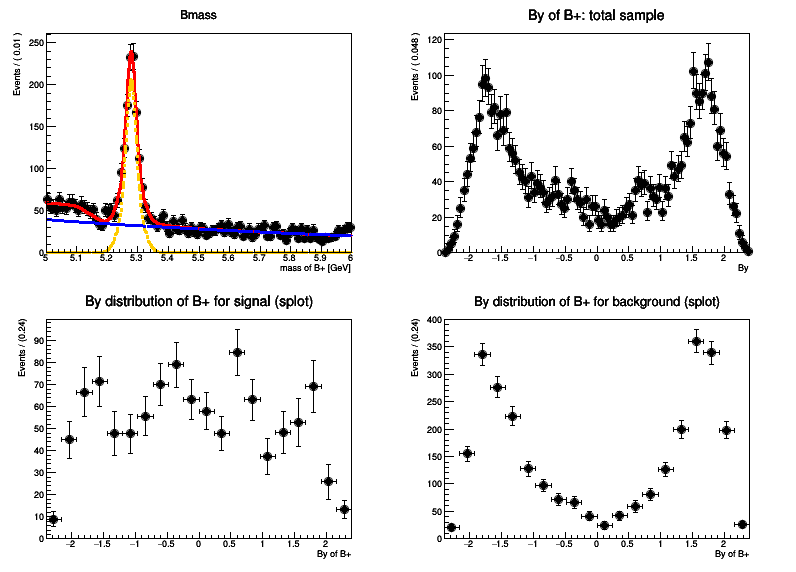 Bmass
Events / ( 0.01)
250
200
150
100
50
0
5 5.1 5.2 5.3 5.4 5.5 5.6 5.7 5.8 5.9 6
mass of B+ [GeV]
By of B+: total sample
Events / ( 0.048)
120
100
80
60
40
20
0
−2 −1.5 −1 −0.5 0 0.5 1 1.5 2
By
By distribution of B+ for signal (splot)
Events / (0.24)
90
80
70
60
50
40
30
20
10
0
−2 −1.5 −1 −0.5 0 0.5 1 1.5 2
By of B+
By distribution of B+ for background (splot)
Events / (0.24)
400
350
300
250
200
150
100
50
0
−2 −1.5 −1 −0.5 0 0.5 1 1.5 2
By of B+